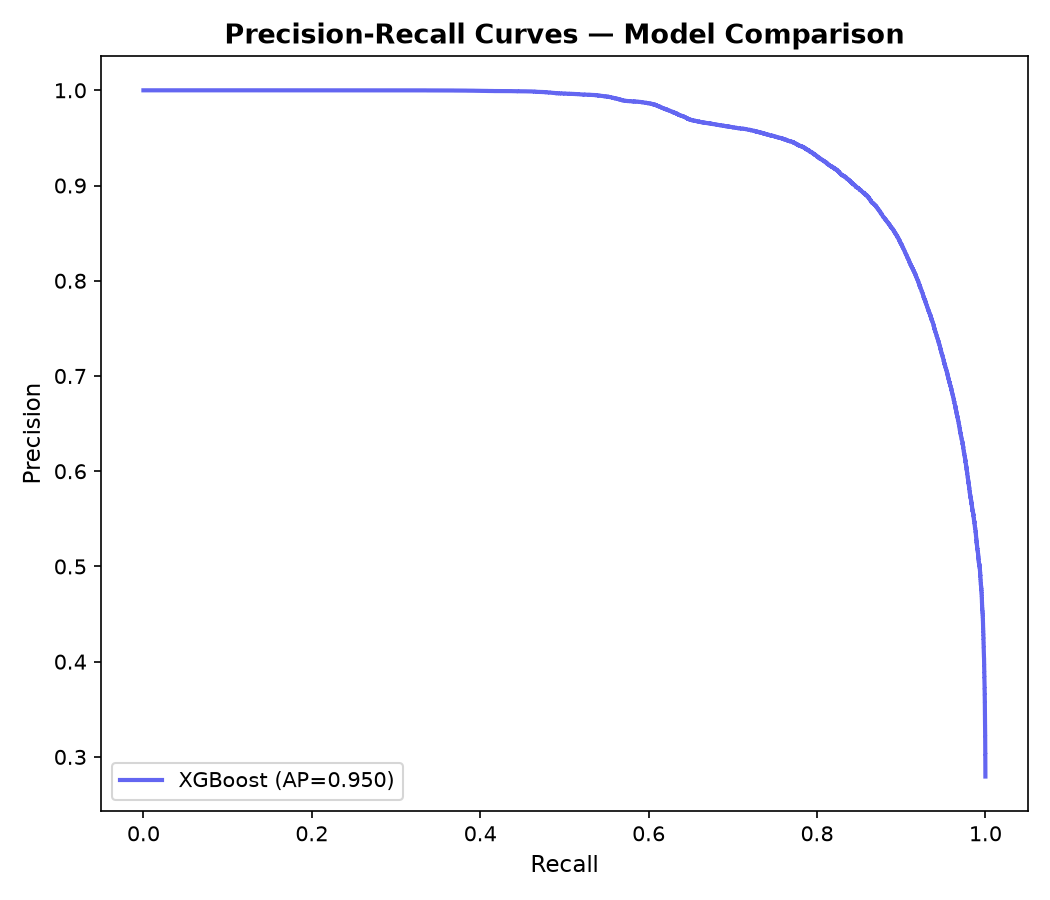 Precision-Recall Curves — Model Comparison
1.0
0.9
0.8
0.7
0.6
0.5
0.4
0.3
Precision
XGBoost (AP=0.950)
0.0 0.2 0.4 0.6 0.8 1.0
Recall